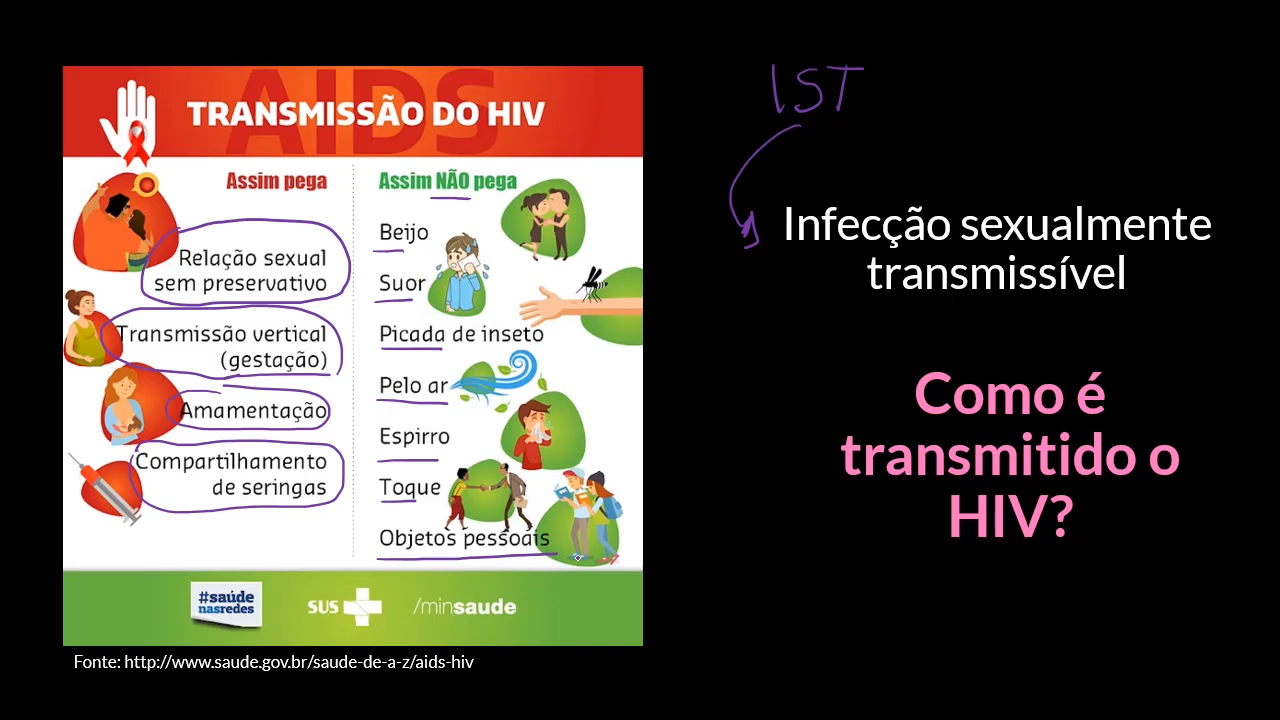 AIDS
TRANSMISSÃO DO HIV
Assim pega
Relação sexual
sem preservativo
Transmissão vertical
(gestação)
Amamentação
Compartilhamento
de seringas
Assim NÃO pega
Beijo
Suor
Picada de inseto
Pelo ar
Espirro
Toque
Objetos pessoais
#saúde
nasredes
SUS
/minsaude
Fonte: http://www.saude.gov.br/saude-de-a-z/aids-hiv
IST
Infecção sexualmente
transmissível
Como é
transmitido o
HIV?